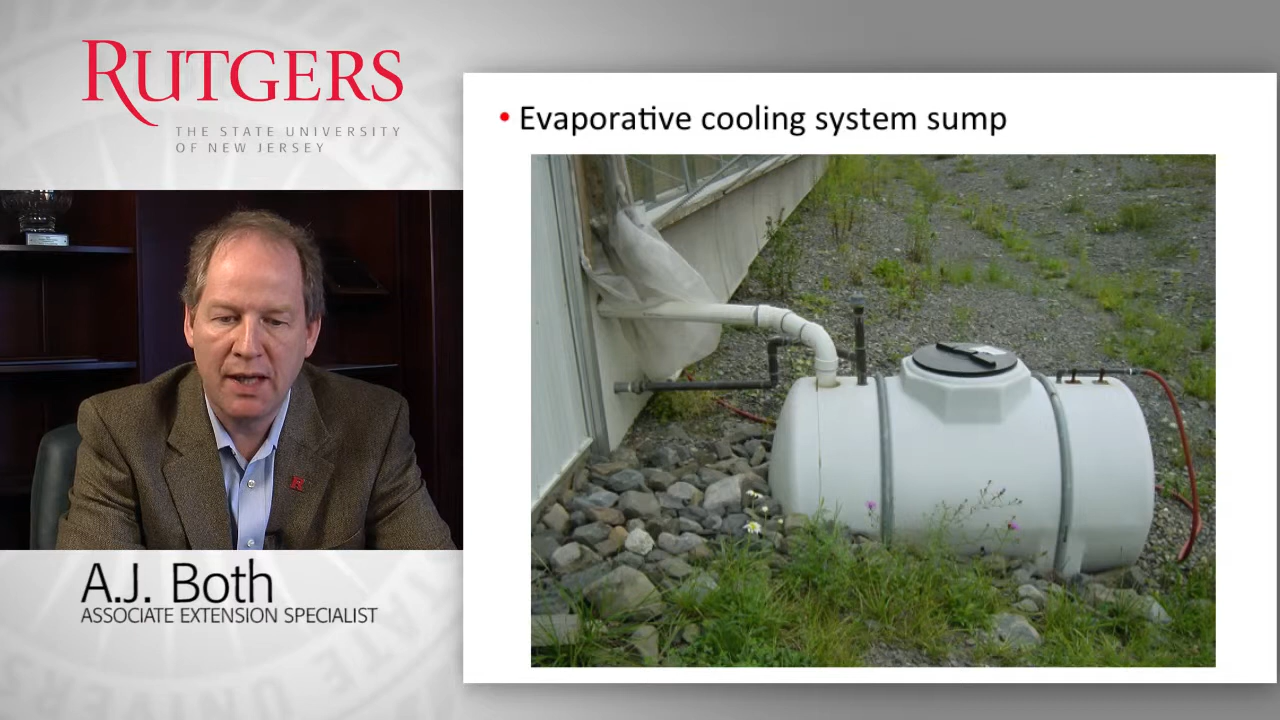 RUTGERS
THE STATE UNIVERSITY
OF NEW JERSEY
• Evaporative cooling system sump
A.J. Both
ASSOCIATE EXTENSION SPECIALIST